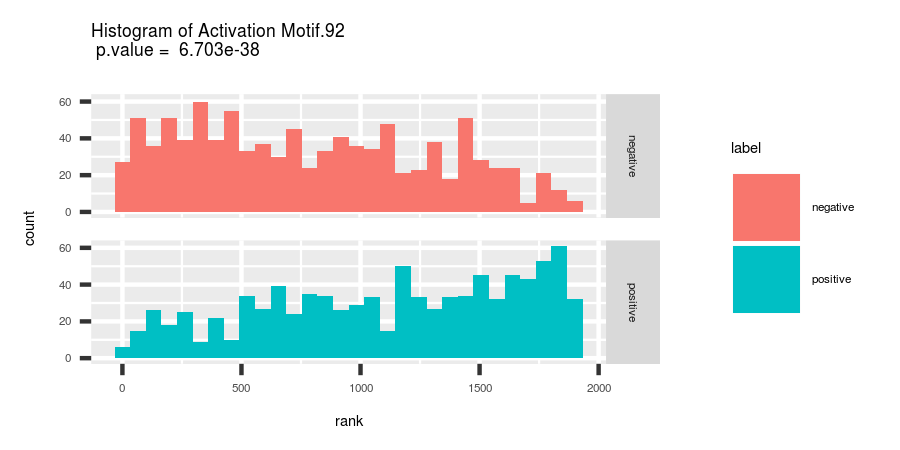 Histogram of Activation Motif.92
p.value =  6.703e-38
count
60
40
20
0
negative
60
40
20
0
positive
0 500 1000 1500 2000
rank
label
negative
positive